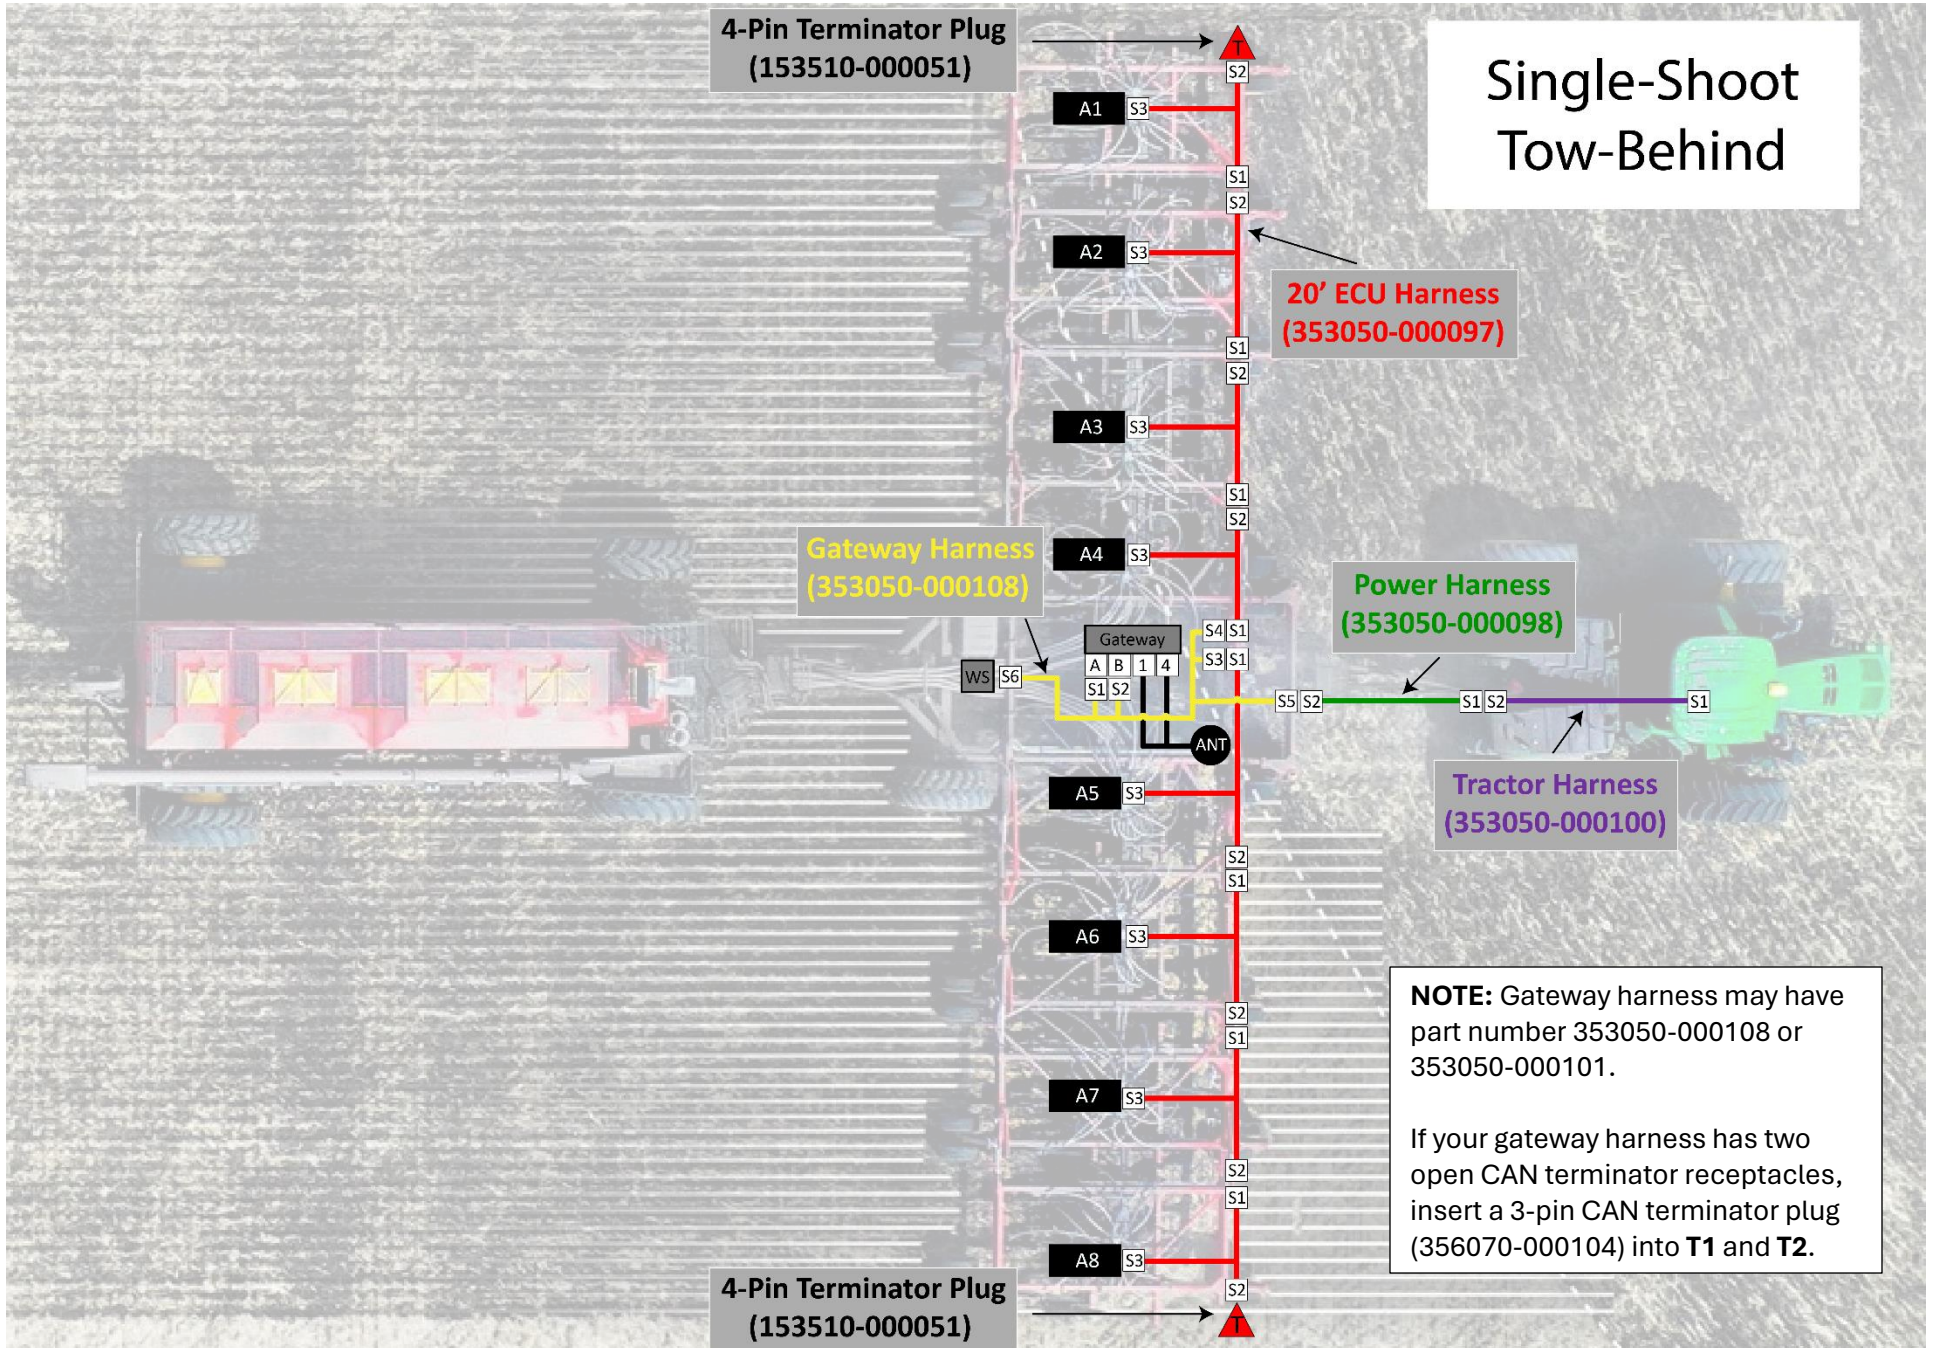 4-Pin Terminator Plug
(153510-000051)
T
S2
Single-Shoot
Tow-Behind
A1 S3
S1
S2
A2 S3
20' ECU Harness
(353050-000097)
S1
S2
A3 S3
S1
S2
Gateway Harness
(353050-000108)
A4 S3
Power Harness
(353050-000098)
Gateway
A B 1 4
S1 S2
S4 S1
S3 S1
WS S6
S5 S2
S1 S2
S1
ANT
Tractor Harness
(353050-000100)
A5 S3
S2
S1
A6 S3
S2
S1
A7 S3
S2
S1
A8 S3
S2
4-Pin Terminator Plug
(153510-000051)
T
NOTE: Gateway harness may have
part number 353050-000108 or
353050-000101.
If your gateway harness has two
open CAN terminator receptacles,
insert a 3-pin CAN terminator plug
(356070-000104) into T1 and T2.